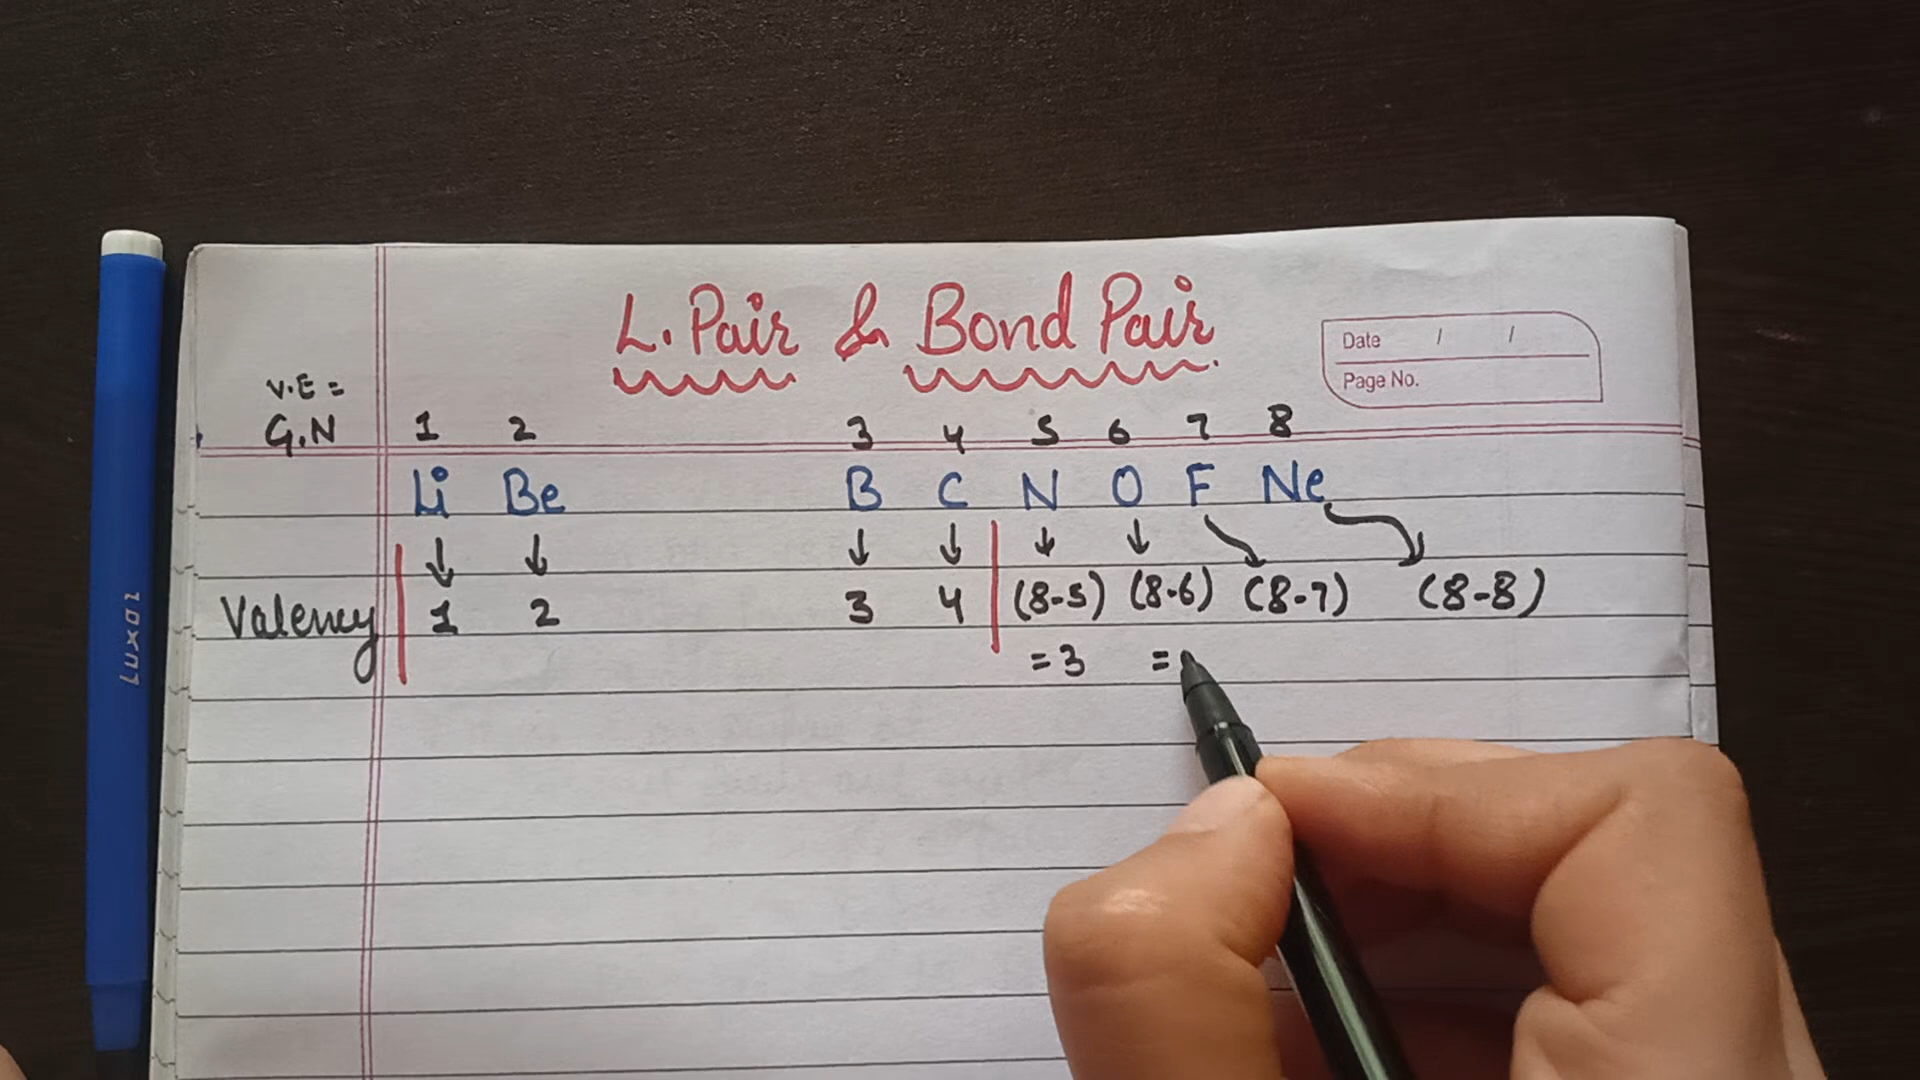 L. Pair & Bond Pair
Date / /
Page No.
V.E =
G.N 1 2 3 4 5 6 7 8
Li Be B C N O F Ne
Valency 1 2 3 4 (8-5) (8-6) (8-7) (8-8)
=3 =
LUXOR